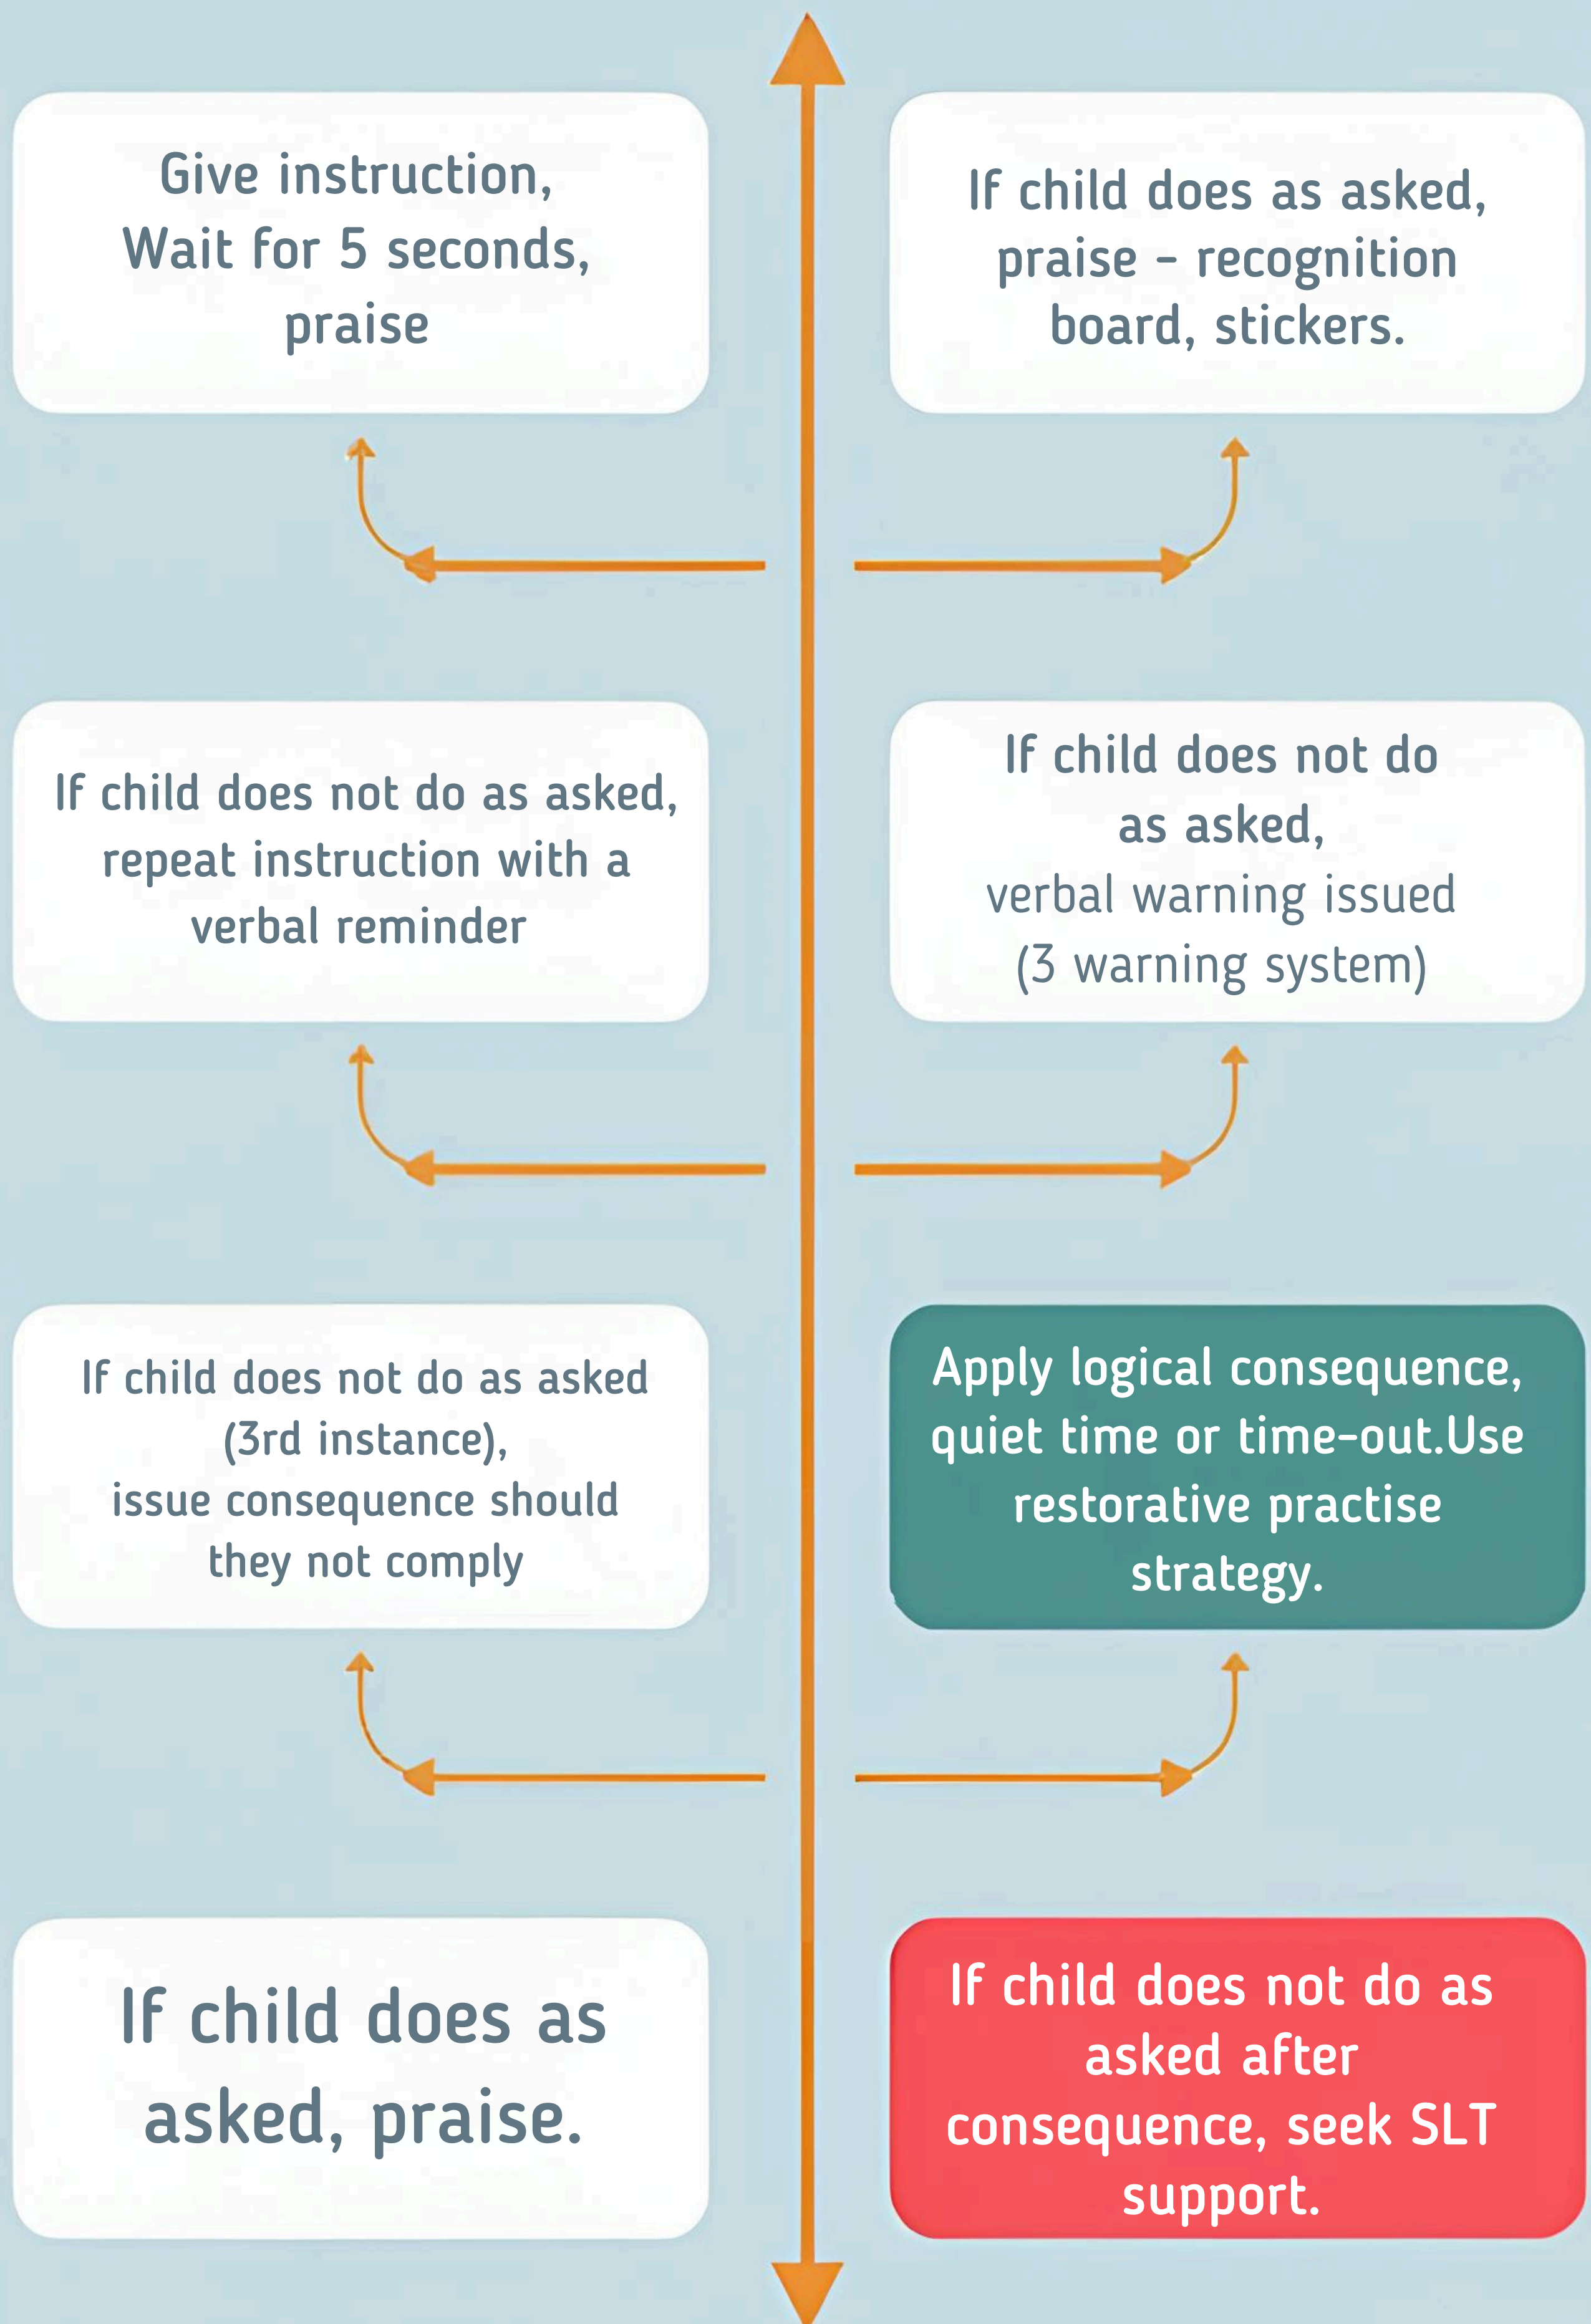 Give instruction,
Wait for 5 seconds,
praise
If child does as asked,
praise - recognition
board, stickers.
If child does not do as asked,
repeat instruction with a
verbal reminder
If child does not do
as asked,
verbal warning issued
(3 warning system)
If child does not do as asked
(3rd instance),
issue consequence should
they not comply
Apply logical consequence,
quiet time or time-out.Use
restorative practise
strategy.
If child does as
asked, praise.
If child does not do as
asked after
consequence, seek SLT
support.